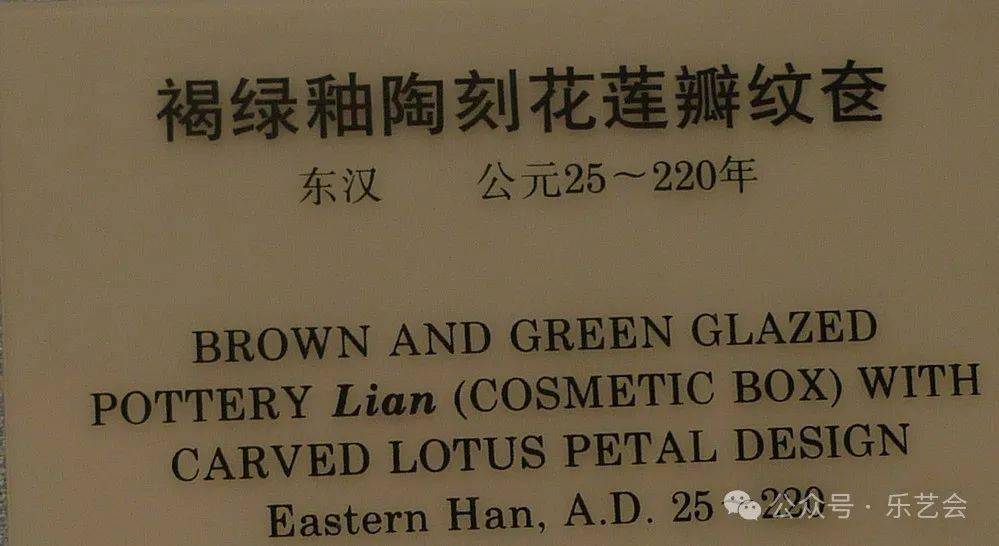 褐绿釉陶刻花莲瓣纹奁
东汉 公元25～220年
BROWN AND GREEN GLAZED
POTTERY Lian (COSMETIC BOX) WITH
CARVED LOTUS PETAL DESIGN
Eastern Han, A.D. 25～220
公众号·乐艺会